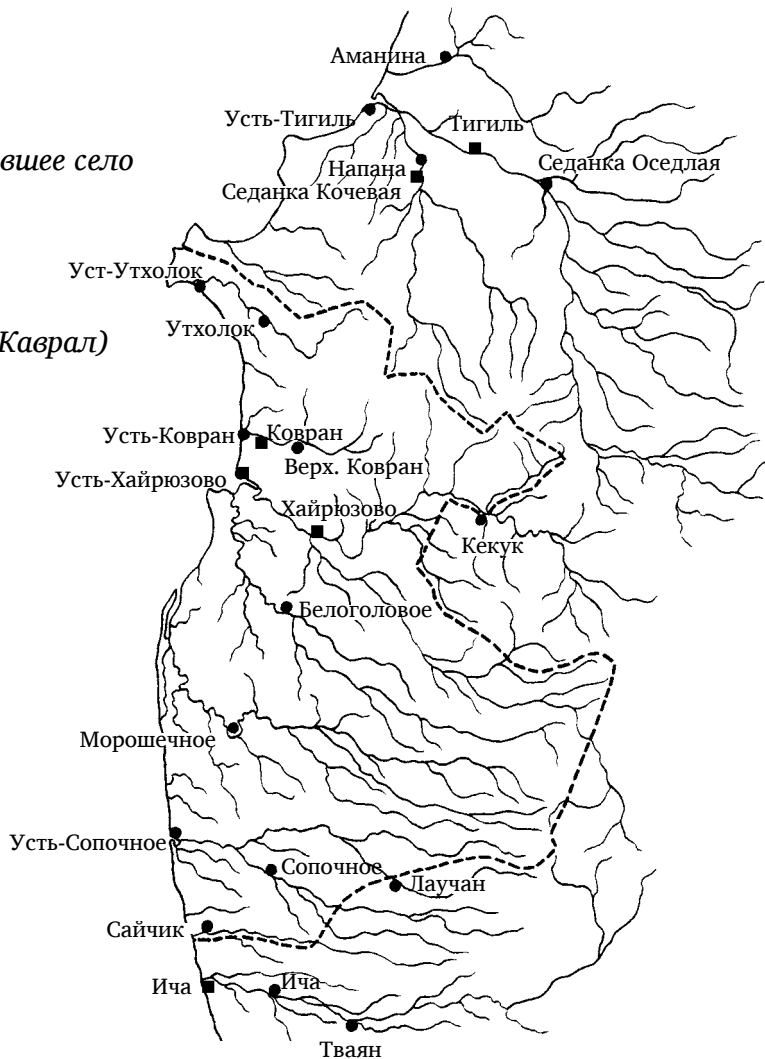 Аманина
Усть-Тигиль
Тигиль
вшее село
Напана
Седанка Оседлая
Седанка Кочевая
Уст-Утхолок
Утхолок
Каврал)
Усть-Ковран
Ковран
Верх. Ковран
Усть-Хайрюзово
Хайрюзово
Кекук
Белоголовое
Морошечное
Усть-Сопочное
Сопочное
Лаучан
Сайчик
Ича
Ича
Тваян